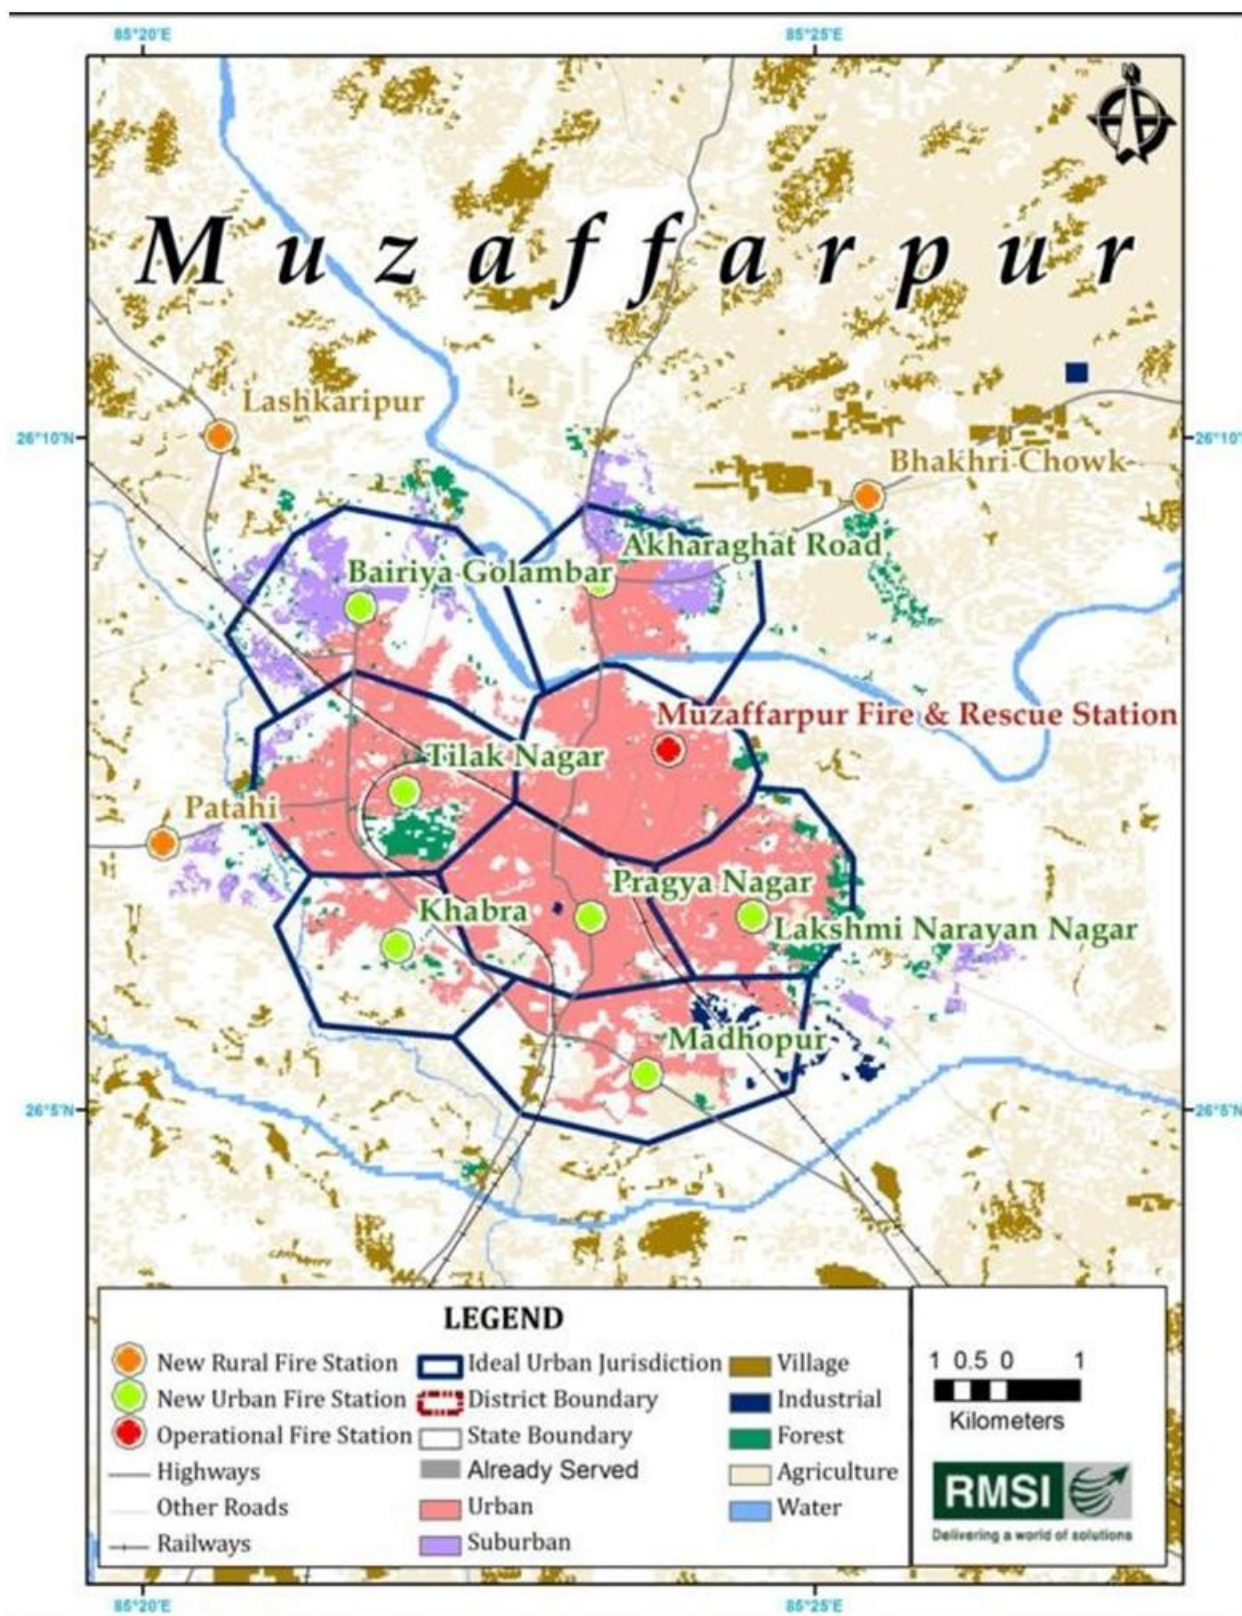 85°20'E 85°25'E
N
Muzaffarpur
Lashkaripur
26°10'N 26°10'
Bhakhri Chowk
Akharaghat Road
Bairiya Golambar
Muzaffarpur Fire & Rescue Station
Tilak Nagar
Patahi
Pragya Nagar
Khabra
Lakshmi Narayan Nagar
Madhopur
26°5'N 26°5'N
LEGEND
New Rural Fire Station
New Urban Fire Station
Operational Fire Station
Highways
Other Roads
Railways
Ideal Urban Jurisdiction
District Boundary
State Boundary
Already Served
Urban
Suburban
Village
Industrial
Forest
Agriculture
Water
1 0.5 0 1
Kilometers
RMSI
Delivering a world of solutions
85°20'E 85°25'E